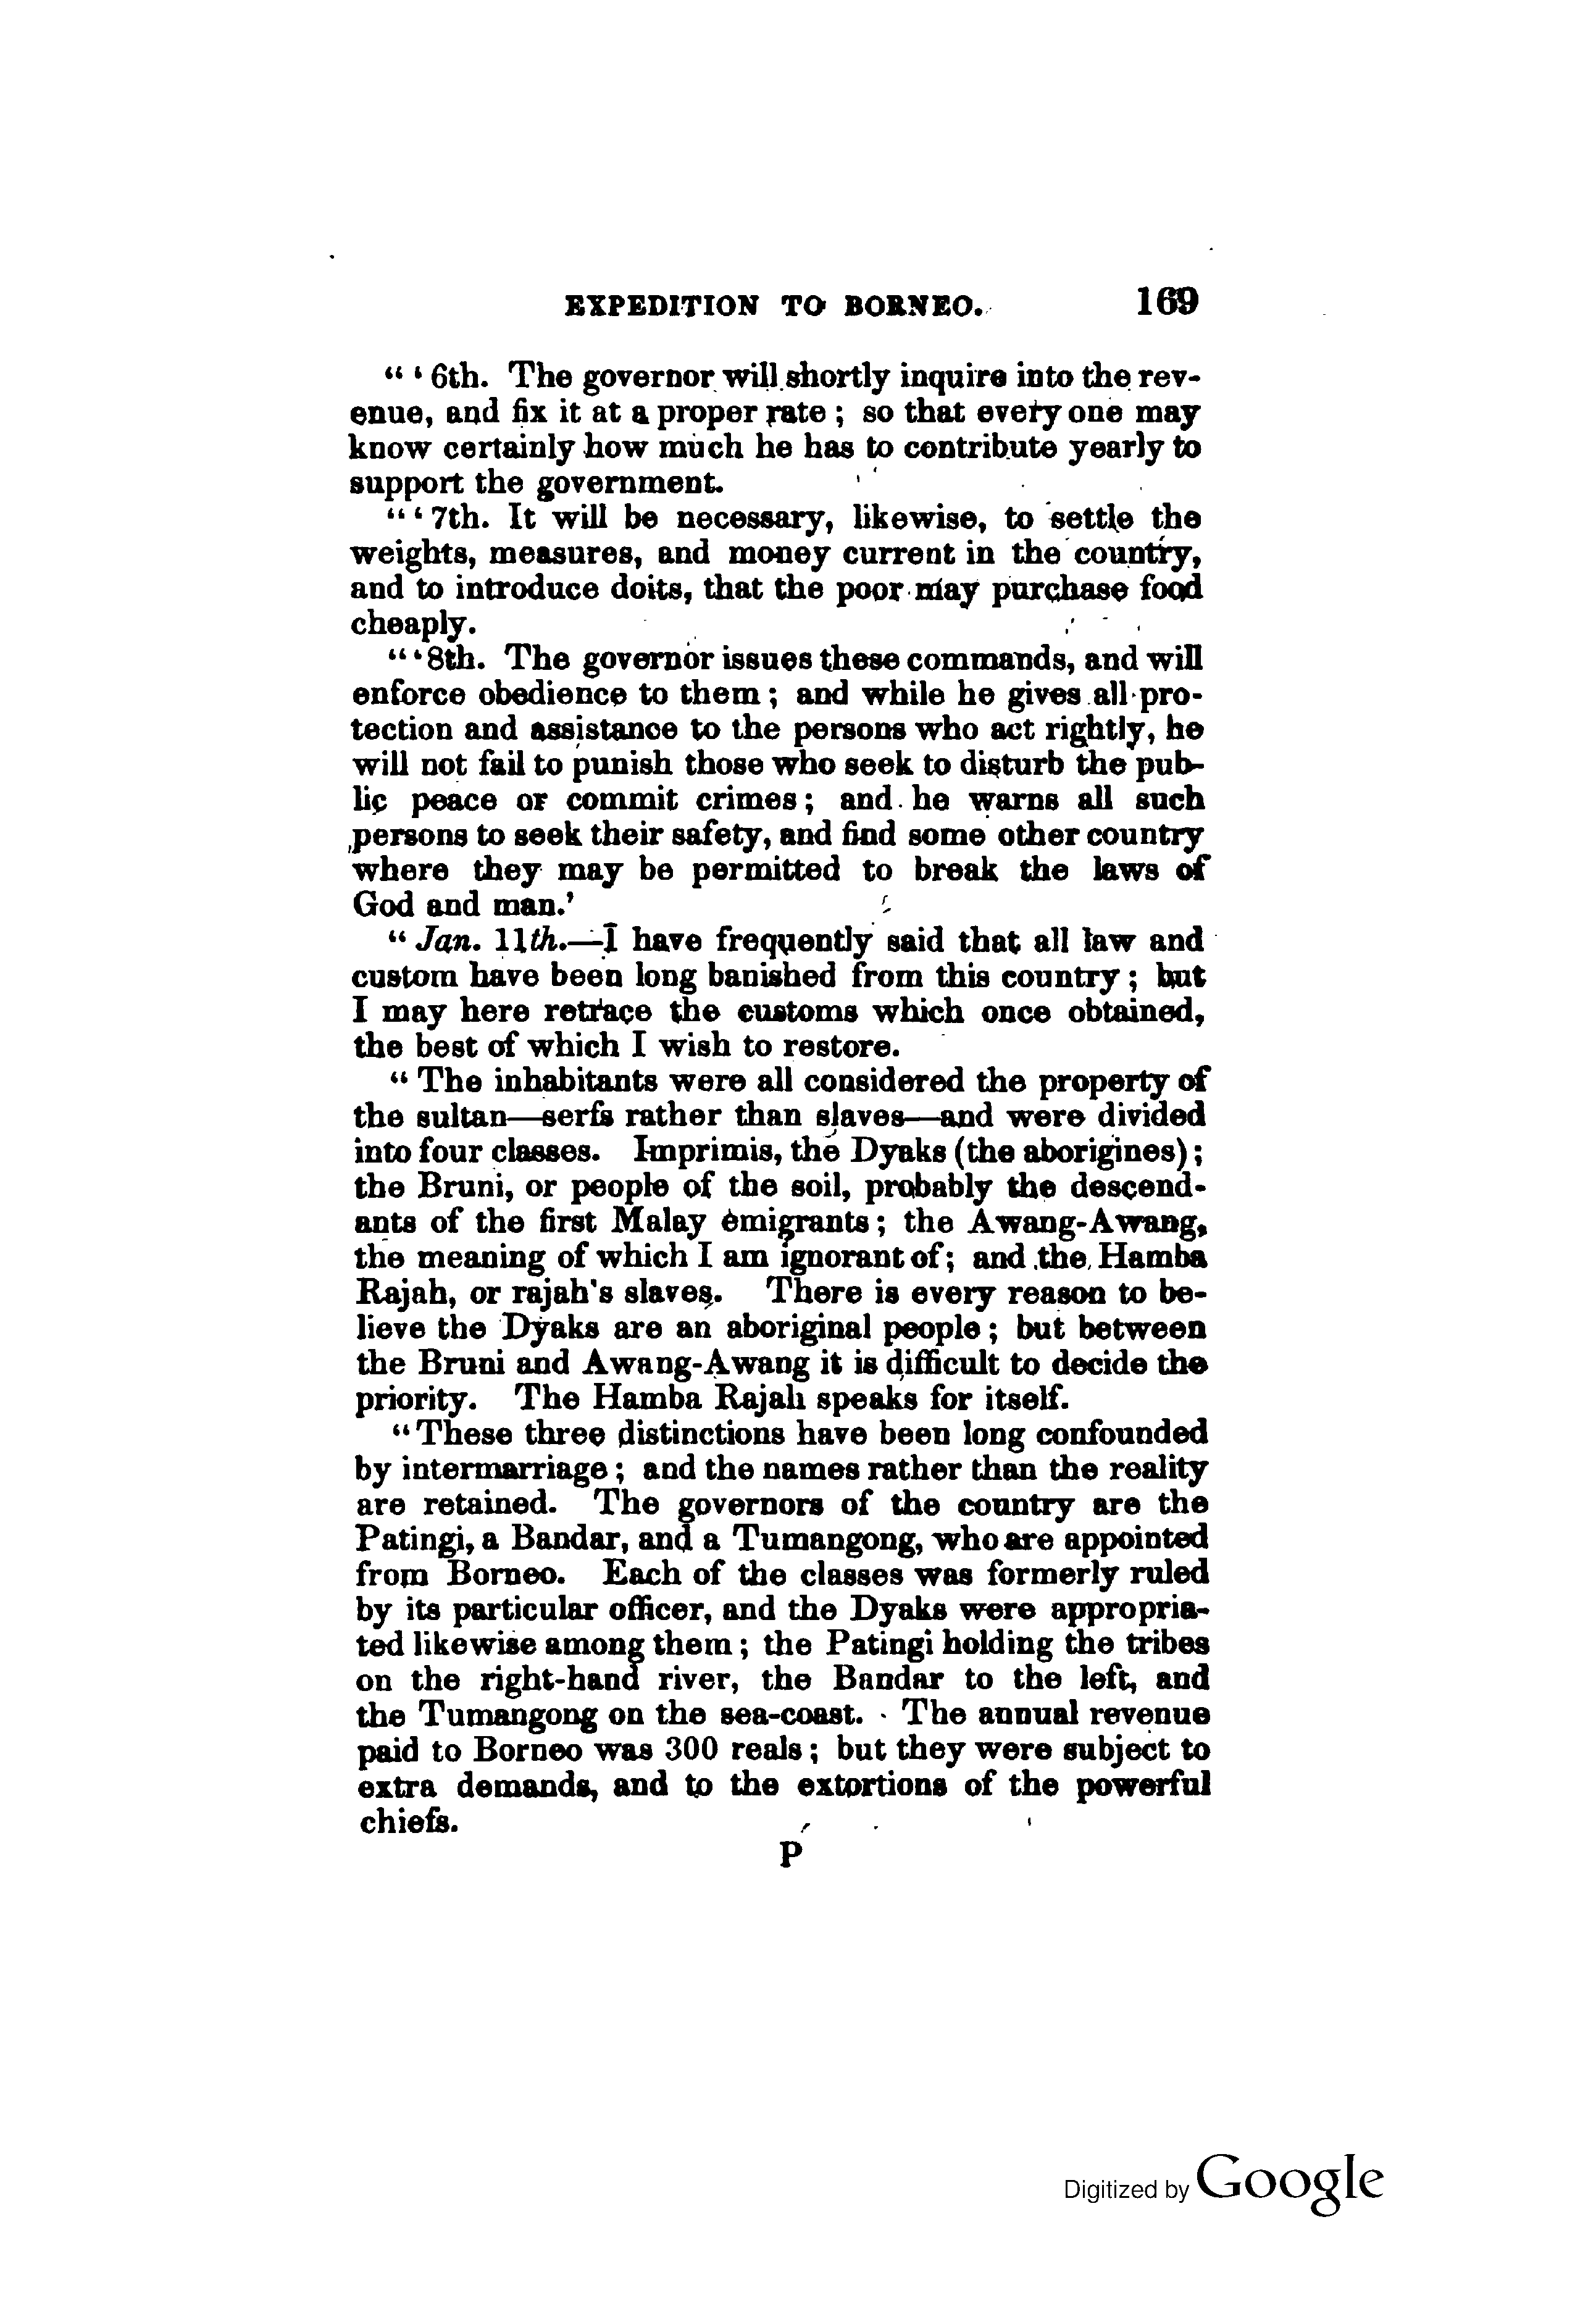 EXPEDITION TO BORNEO. 169
“ ‘ 6th. The governor will shortly inquire into the rev-
enue, and fix it at a proper rate ; so that every one may
know certainly how much he has to contribute yearly to
support the government.
“ ‘ 7th. It will be necessary, likewise, to settle the
weights, measures, and money current in the country,
and to introduce doits, that the poor may purchase food
cheaply.
“ ‘ 8th. The governor issues these commands, and will
enforce obedience to them ; and while he gives all pro-
tection and assistance to the persons who act rightly, he
will not fail to punish those who seek to disturb the pub-
lic peace or commit crimes ; and he warns all such
persons to seek their safety, and find some other country
where they may be permitted to break the laws of
God and man.’
“ Jan. 11th.—I have frequently said that all law and
custom have been long banished from this country ; but
I may here retrace the customs which once obtained,
the best of which I wish to restore.
“ The inhabitants were all considered the property of
the sultan—serfs rather than slaves—and were divided
into four classes. Imprimis, the Dyaks (the aborigines) ;
the Bruni, or people of the soil, probably the descend-
ants of the first Malay emigrants ; the Awang-Awang,
the meaning of which I am ignorant of ; and the Hamba
Rajah, or rajah's slaves. There is every reason to be-
lieve the Dyaks are an aboriginal people ; but between
the Bruni and Awang-Awang it is difficult to decide the
priority. The Hamba Rajah speaks for itself.
“ These three distinctions have been long confounded
by intermarriage ; and the names rather than the reality
are retained. The governors of the country are the
Patingi, a Bandar, and a Tumangong, who are appointed
from Borneo. Each of the classes was formerly ruled
by its particular officer, and the Dyaks were appropria-
ted likewise among them ; the Patingi holding the tribes
on the right-hand river, the Bandar to the left, and
the Tumangong on the sea-coast. The annual revenue
paid to Borneo was 300 reals ; but they were subject to
extra demands, and to the extortions of the powerful
chiefs.
P
Digitized by Google